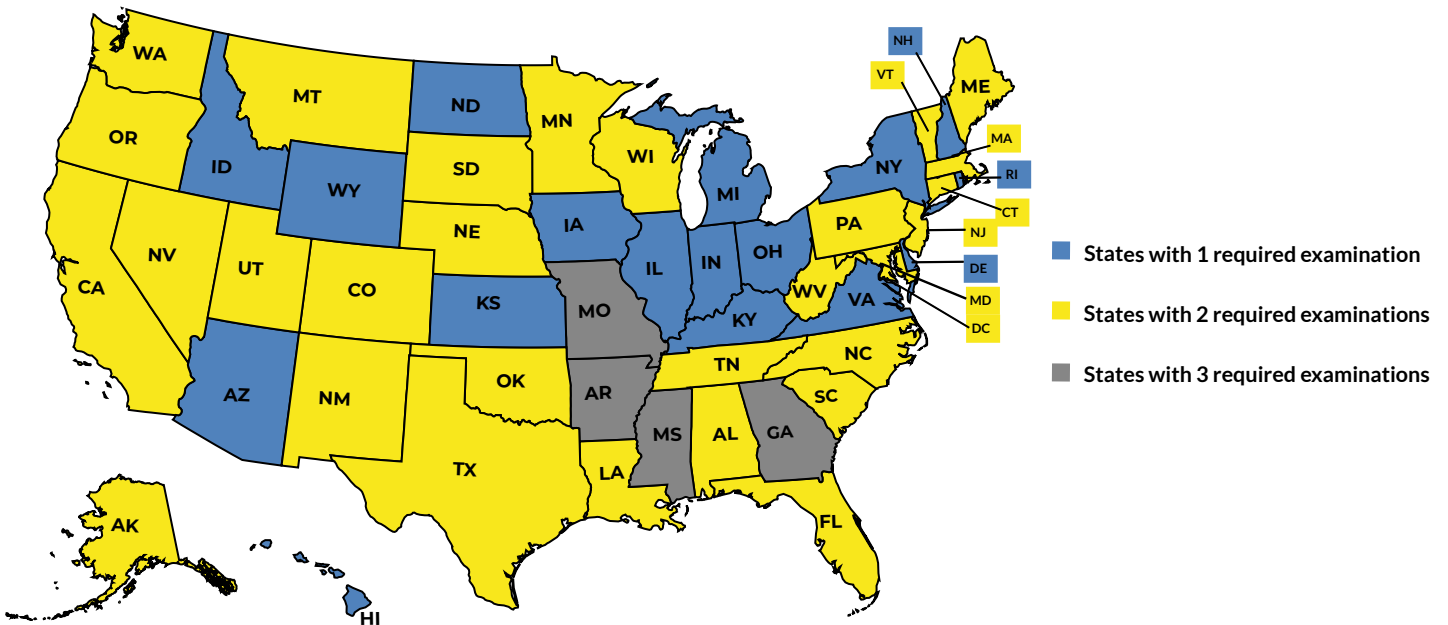 WA
MT
ND
MN
OR
ID
WY
SD
WI
MI
NY
VT
NH
ME
MA
RI
CT
NJ
PA
NE
IA
NV
UT
CO
CA
KS
MO
IL
IN
OH
WV
VA
KY
DE
MD
DC
AZ
NM
OK
AR
TN
NC
SC
MS
AL
GA
TX
LA
FL
AK
HI
States with 1 required examination
States with 2 required examinations
States with 3 required examinations